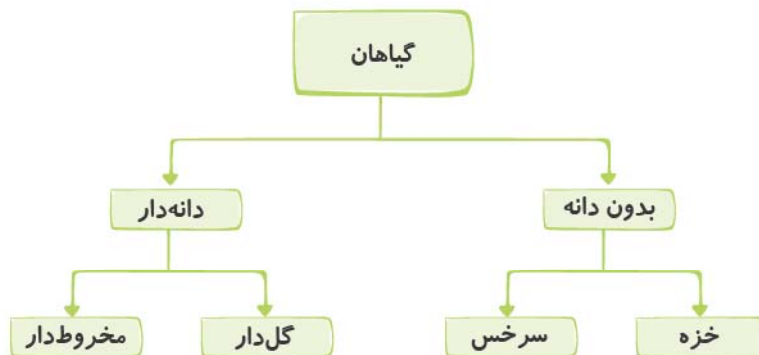 گیاهان
بدون دانه
دانه‌دار
خزه
سرخس
گل‌دار
مخروط‌دار